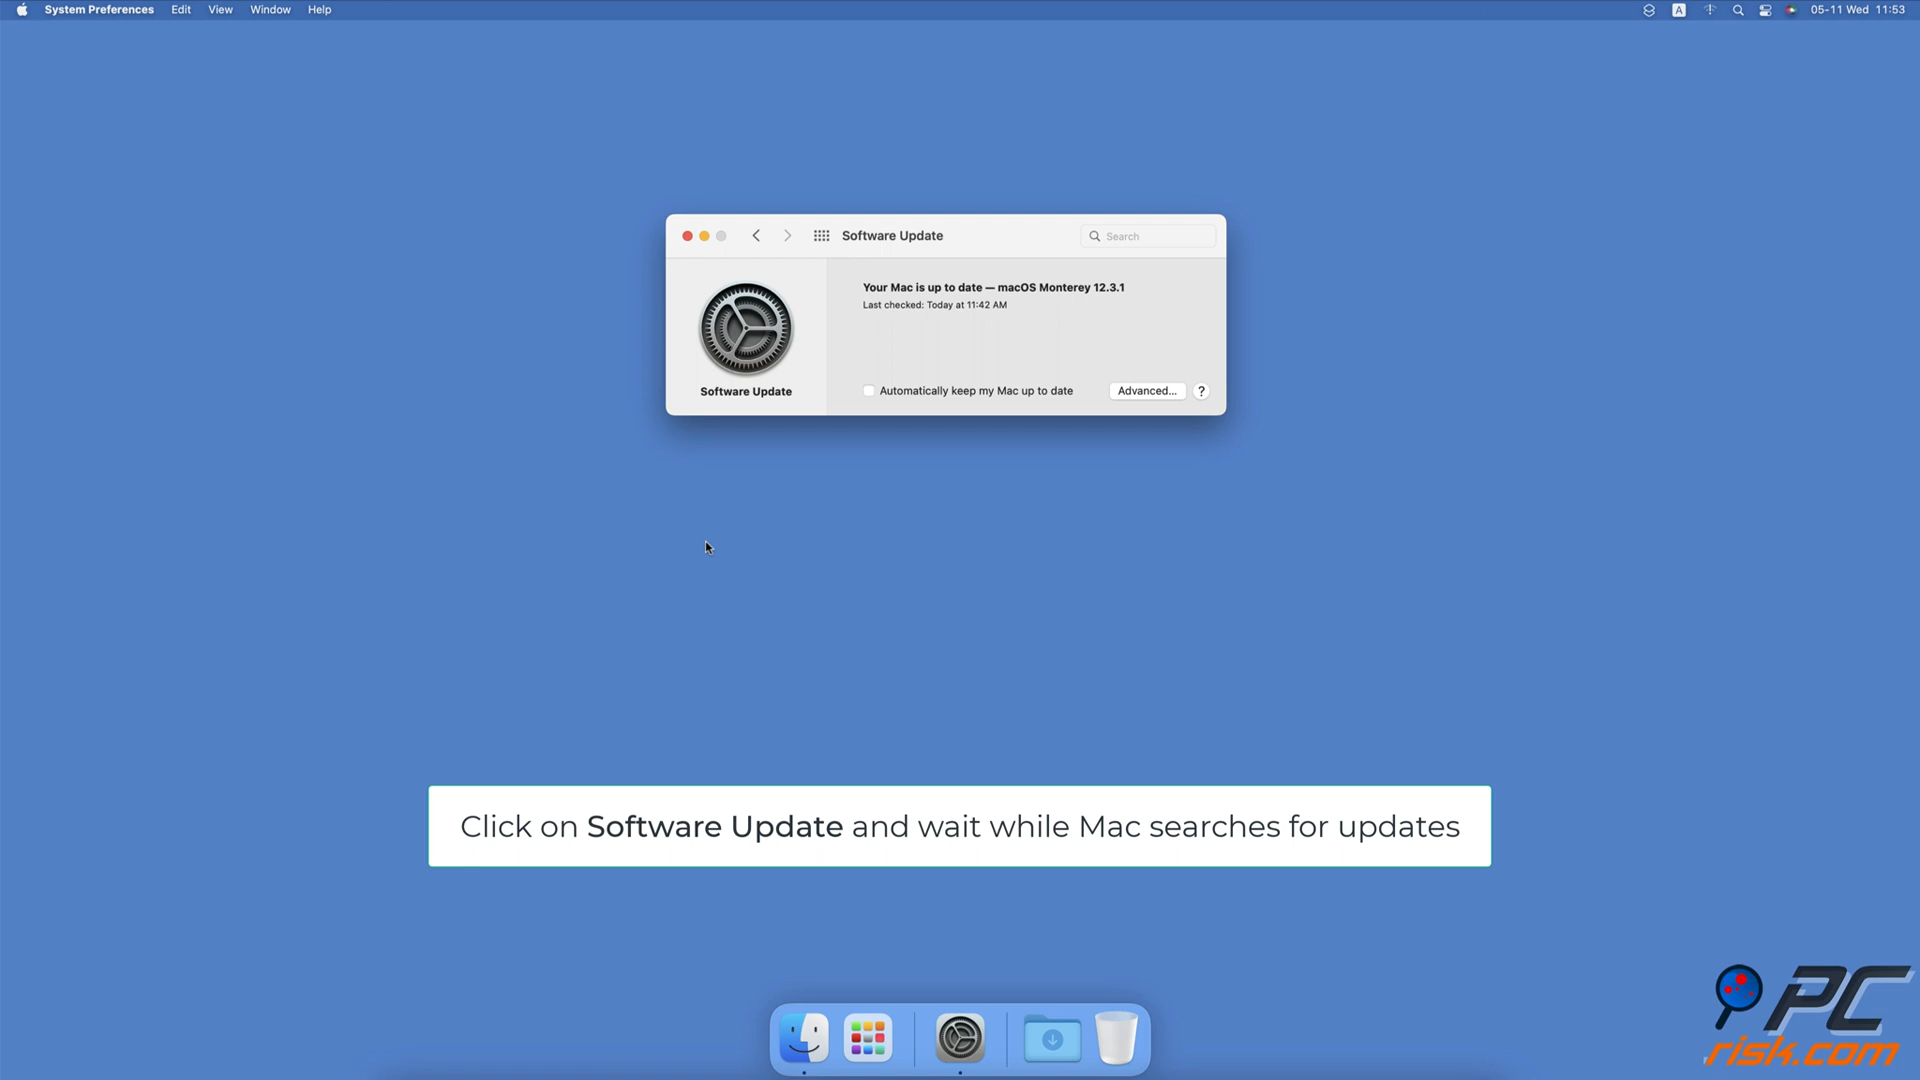 System Preferences Edit View Window Help
A 05-11 Wed 11:53
Software Update
Search
Your Mac is up to date — macOS Monterey 12.3.1
Last checked: Today at 11:42 AM
Software Update
Automatically keep my Mac up to date Advanced... ?
Click on Software Update and wait while Mac searches for updates
PC
risk.com